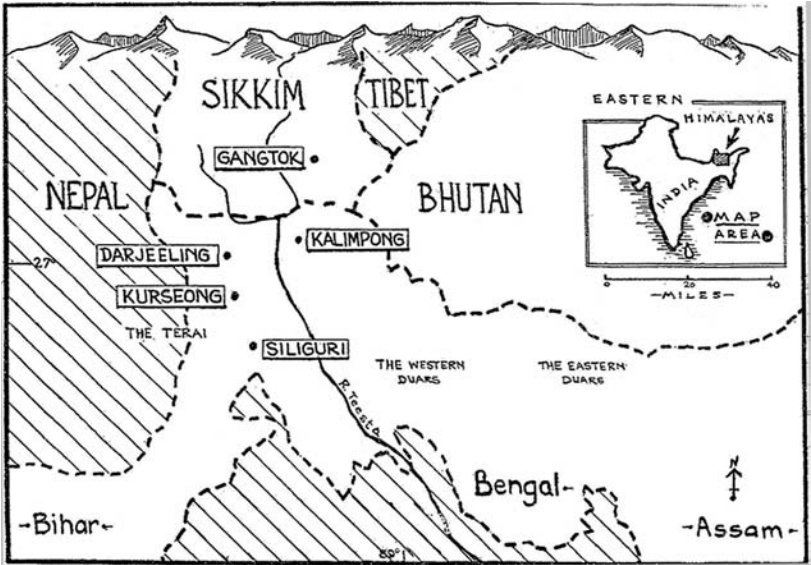 SIKKIM
TIBET
GANGTOK
NEPAL
BHUTAN
DARJEELING
KALIMPONG
27°
KURSEONG
THE TERAI
SILIGURI
THE WESTERN
DUARS
THE EASTERN
DUARS
R. Teesta
Bengal-
-Bihar-
-Assam-
EASTERN
HIMALAYAS
INDIA
MAP
AREA
0 20 40
-MILES-
N